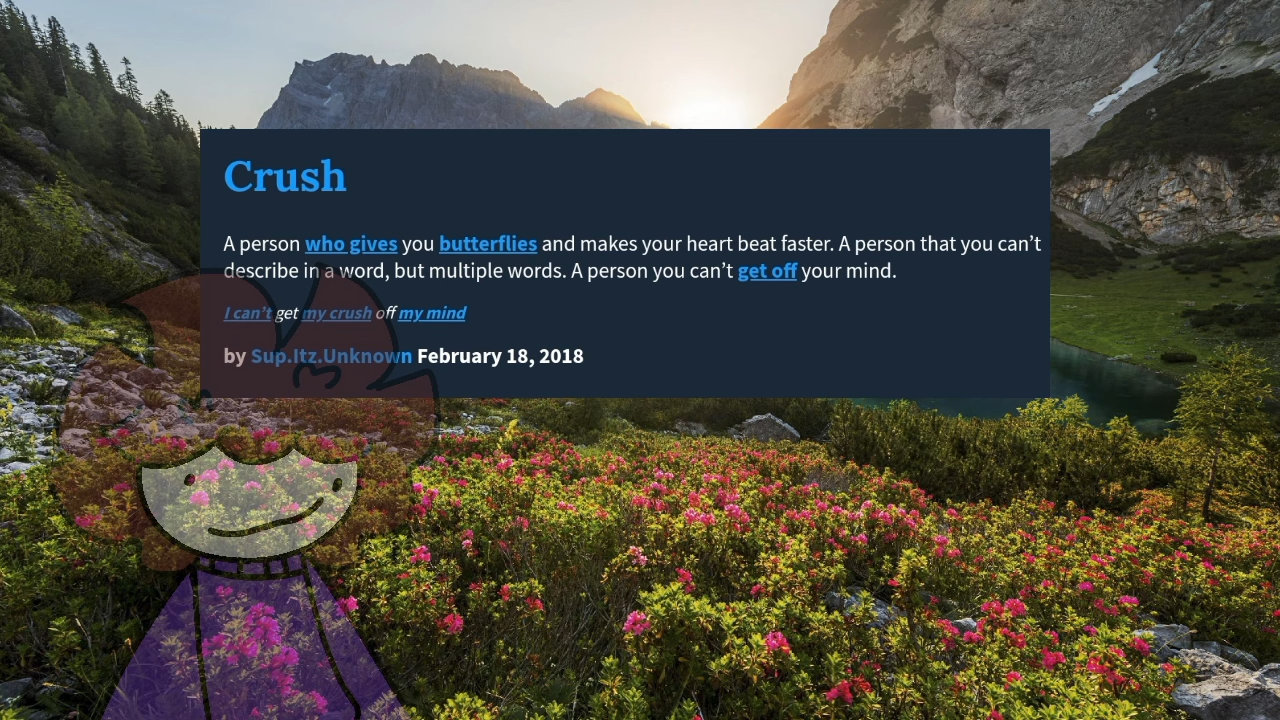 Crush
A person who gives you butterflies and makes your heart beat faster. A person that you can’t
describe in a word, but multiple words. A person you can’t get off your mind.
I can’t get my crush off my mind
by Sup.Itz.Unknown February 18, 2018